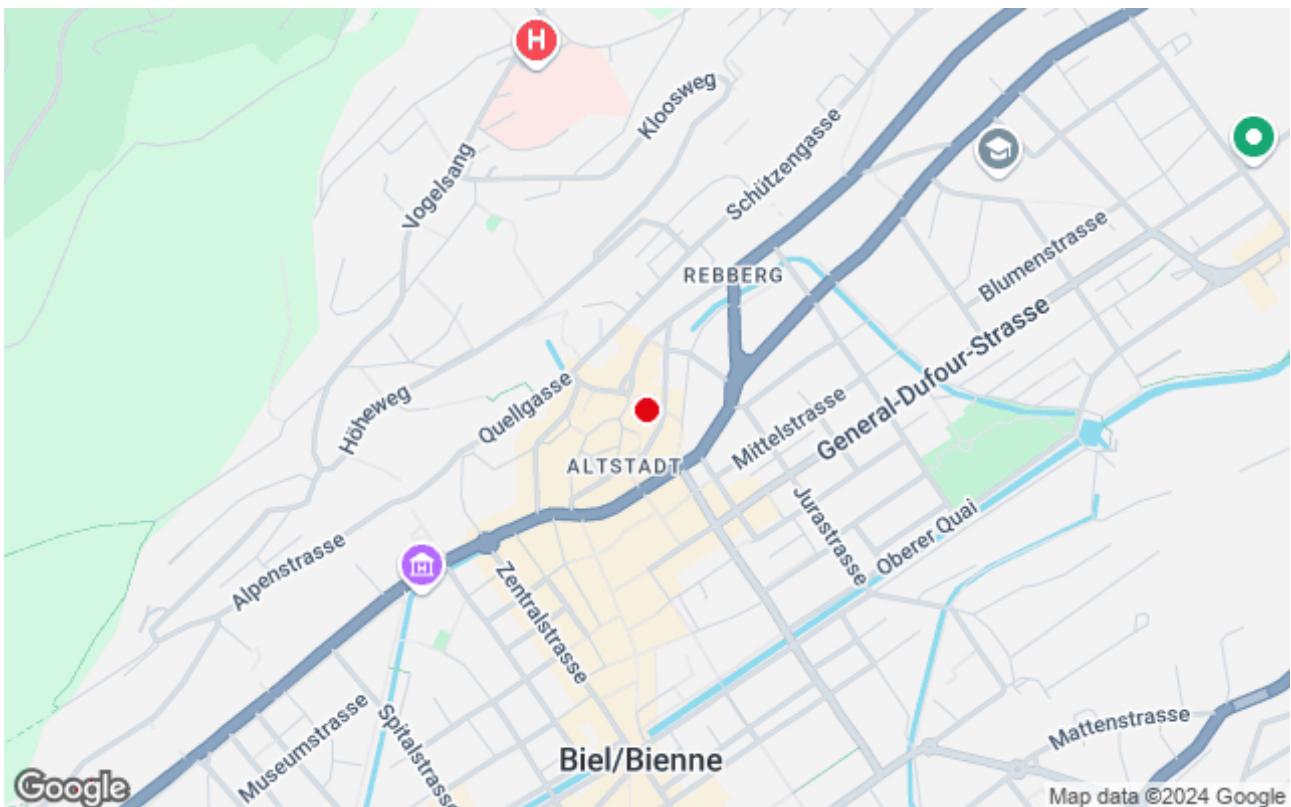 H
Kloosweg
Vogelsang
Schützengasse
REBBERG
Blumenstrasse
General-Dufour-Strasse
Höheweg
Quellgasse
Mittelstrasse
ALTSTADT
Jurastrasse
Oberer Quai
Alpenstrasse
Zentralstrasse
Museumstrasse
Spitalstrasse
Mattenstrasse
Biel/Bienne
Google
Map data ©2024 Google